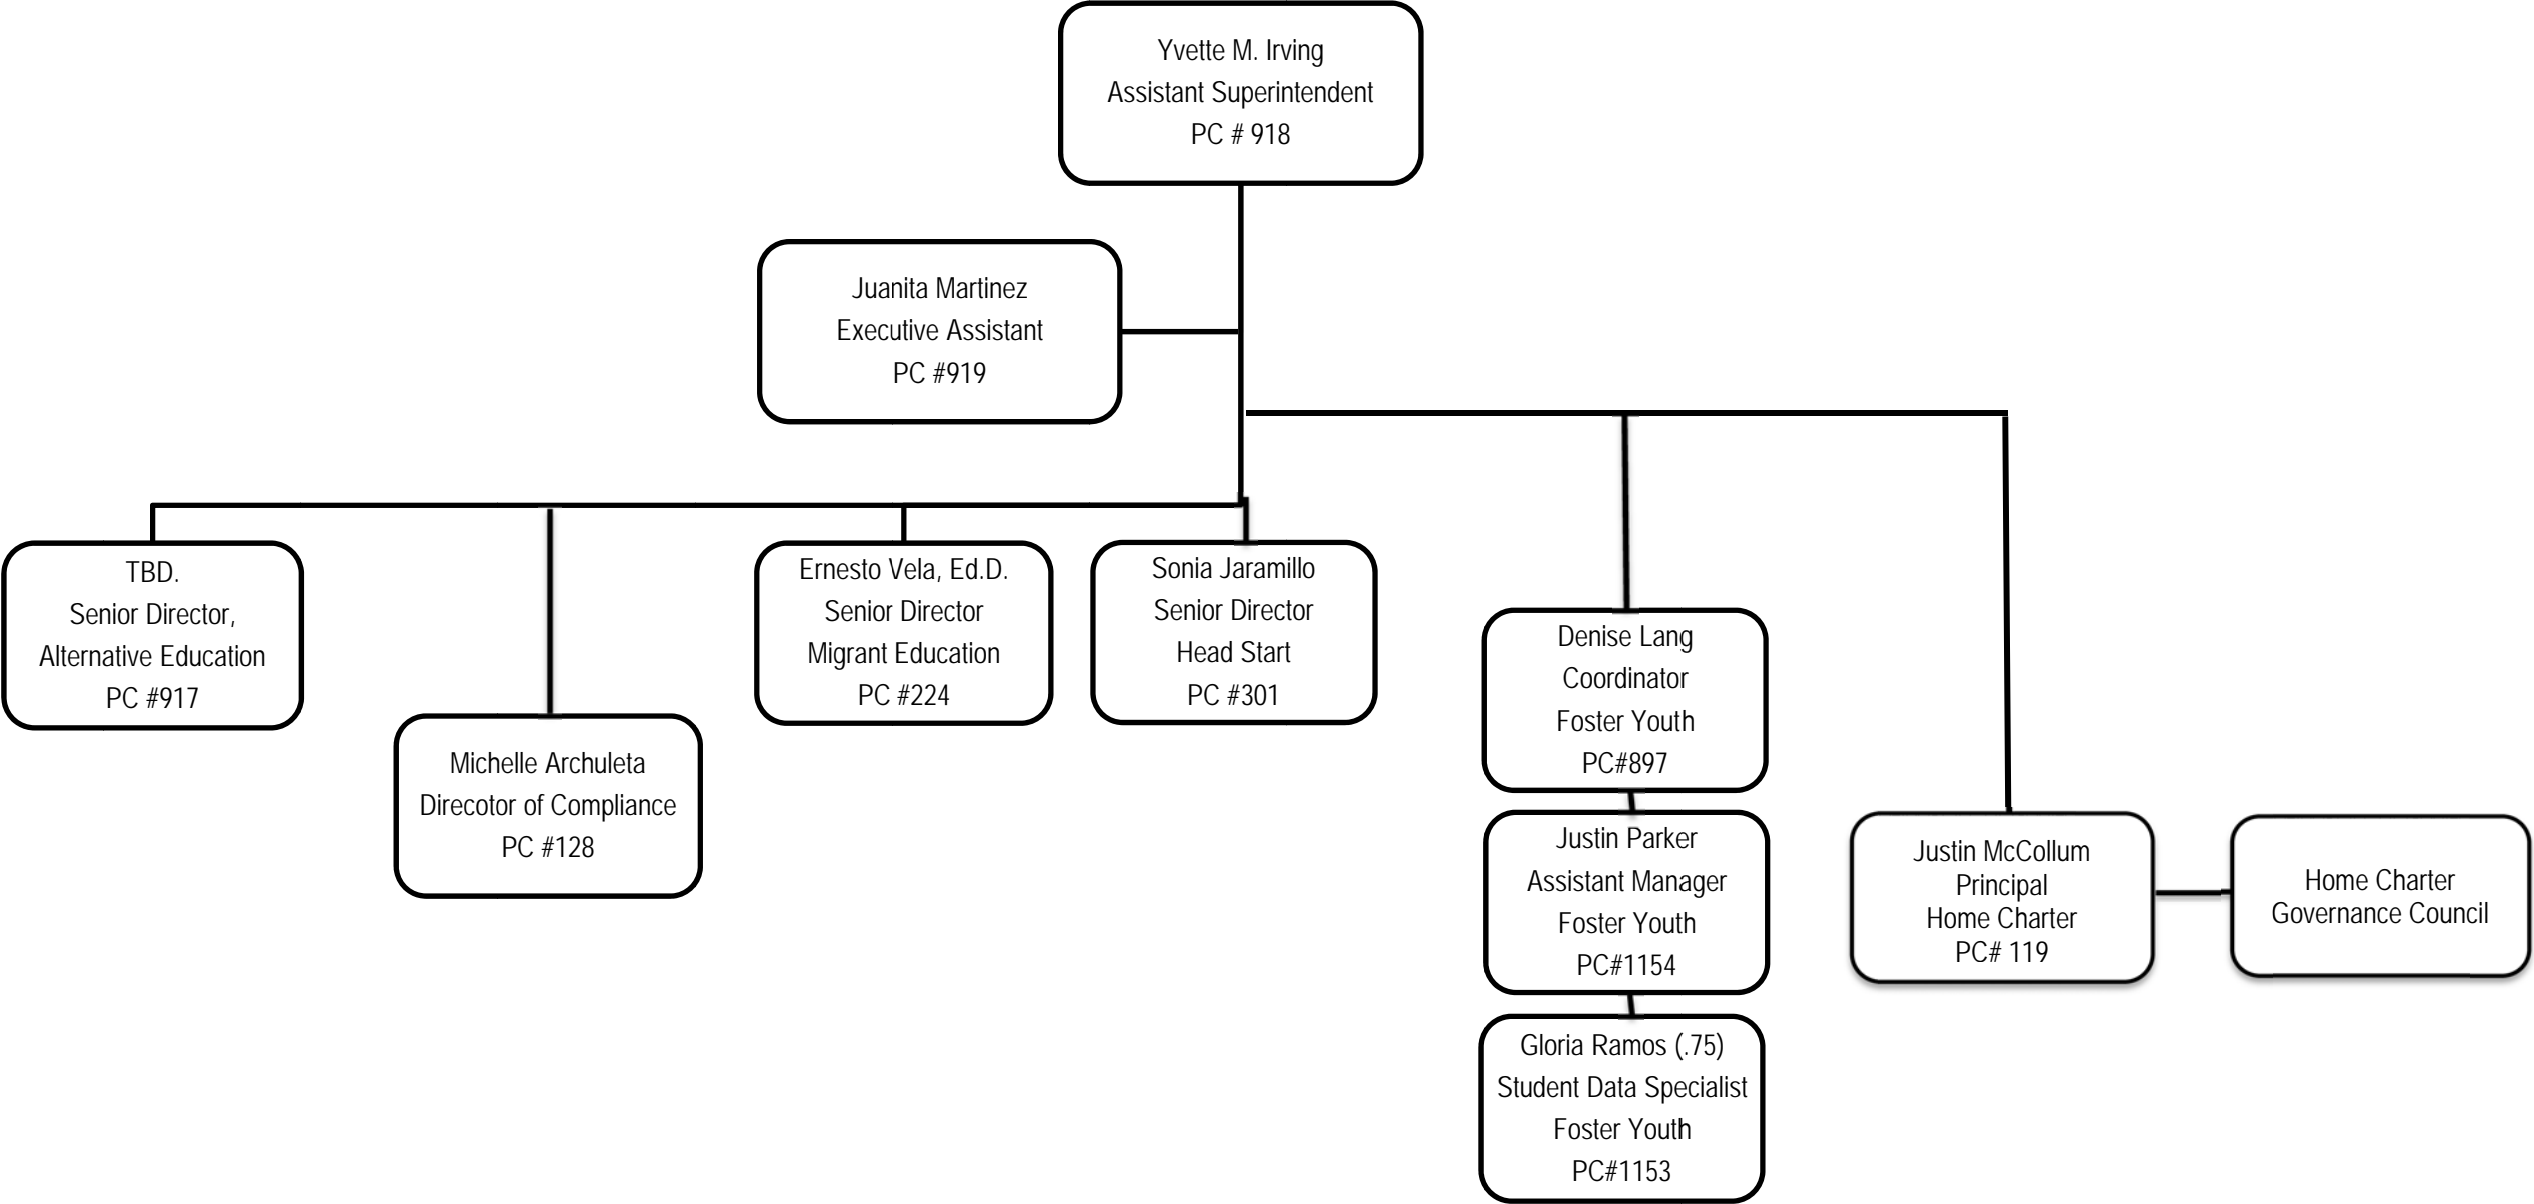 Yvette M. Irving
Assistant Superintendent
PC # 918
Juanita Martinez
Executive Assistant
PC #919
TBD.
Senior Director,
Alternative Education
PC #917
Michelle Archuleta
Direcotor of Compliance
PC #128
Ernesto Vela, Ed.D.
Senior Director
Migrant Education
PC #224
Sonia Jaramillo
Senior Director
Head Start
PC #301
Denise Lang
Coordinator
Foster Youth
PC#897
Justin Parker
Assistant Manager
Foster Youth
PC#1154
Gloria Ramos (.75)
Student Data Specialist
Foster Youth
PC#1153
Justin McCollum
Principal
Home Charter
PC# 119
Home Charter
Governance Council